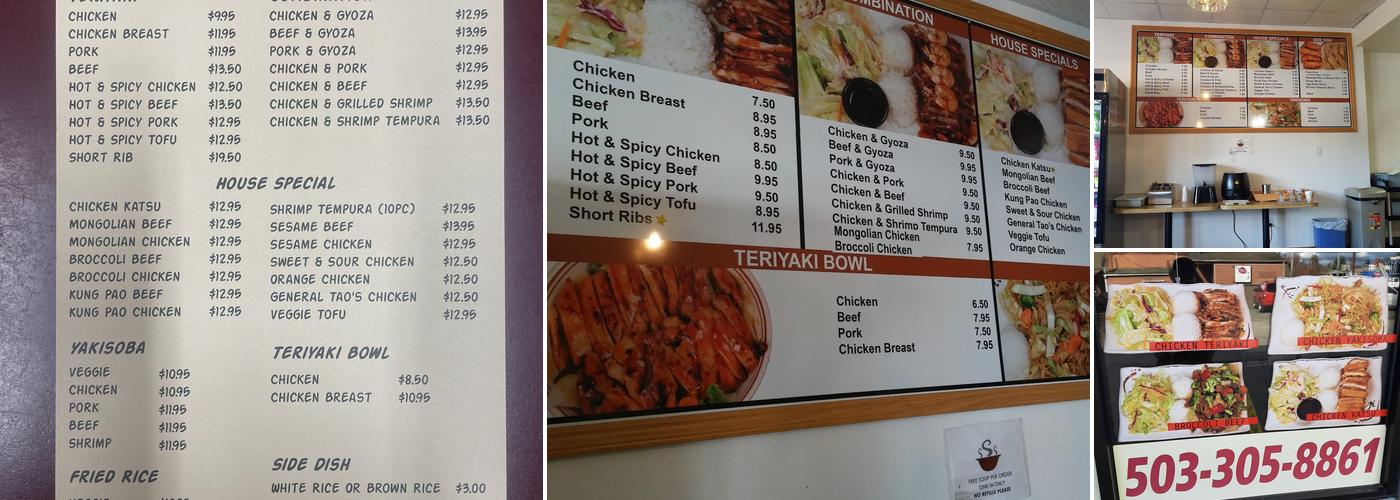 CHICKEN $9.95
CHICKEN BREAST $11.95
PORK $11.95
BEEF $13.50
HOT & SPICY CHICKEN $12.50
HOT & SPICY BEEF $13.50
HOT & SPICY PORK $12.95
HOT & SPICY TOFU $12.95
SHORT RIB $19.50
CHICKEN & GYOZA $12.95
BEEF & GYOZA $13.95
PORK & GYOZA $12.95
CHICKEN & PORK $12.95
CHICKEN & BEEF $12.95
CHICKEN & GRILLED SHRIMP $13.50
CHICKEN & SHRIMP TEMPURA $13.50
HOUSE SPECIAL
CHICKEN KATSU $12.95
MONGOLIAN BEEF $12.95
MONGOLIAN CHICKEN $12.95
BROCCOLI BEEF $12.95
BROCCOLI CHICKEN $12.95
KUNG PAO BEEF $12.95
KUNG PAO CHICKEN $12.95
SHRIMP TEMPURA (10PC) $12.95
SESAME BEEF $13.95
SESAME CHICKEN $12.95
SWEET & SOUR CHICKEN $12.50
ORANGE CHICKEN $12.50
GENERAL TAO'S CHICKEN $12.50
VEGGIE TOFU $12.95
YAKISOBA
VEGGIE $10.95
CHICKEN $10.95
PORK $11.95
BEEF $11.95
SHRIMP $11.95
TERIYAKI BOWL
CHICKEN $8.50
CHICKEN BREAST $10.95
FRIED RICE
SIDE DISH
WHITE RICE OR BROWN RICE $3.00
Chicken 7.50
Chicken Breast 8.95
Beef 8.95
Pork 8.50
Hot & Spicy Chicken 8.50
Hot & Spicy Beef 9.95
Hot & Spicy Pork 9.50
Hot & Spicy Tofu 8.95
Short Ribs 11.95
COMBINATION
Chicken & Gyoza 9.50
Beef & Gyoza 9.95
Pork & Gyoza 9.50
Chicken & Pork 9.50
Chicken & Beef 9.50
Chicken & Grilled Shrimp 9.50
Chicken & Shrimp Tempura 9.50
Mongolian Chicken
Broccoli Chicken 7.95
HOUSE SPECIALS
Chicken Katsu
Mongolian Beef
Broccoli Beef
Kung Pao Chicken
Sweet & Sour Chicken
General Tao's Chicken
Veggie Tofu
Orange Chicken
TERIYAKI BOWL
Chicken 6.50
Beef 7.95
Pork 7.50
Chicken Breast 7.95
FREE SOUP PER ORDER
DINE-IN ONLY
NO REFILLS PLEASE
TERIYAKI
COMBINATION
HOUSE SPECIALS
SIDE DISH
YAKISOBA
CHICKEN TERIYAKI
CHICKEN YAKISOBA
BROCCOLI BEEF
CHICKEN KATSU
503-305-8861